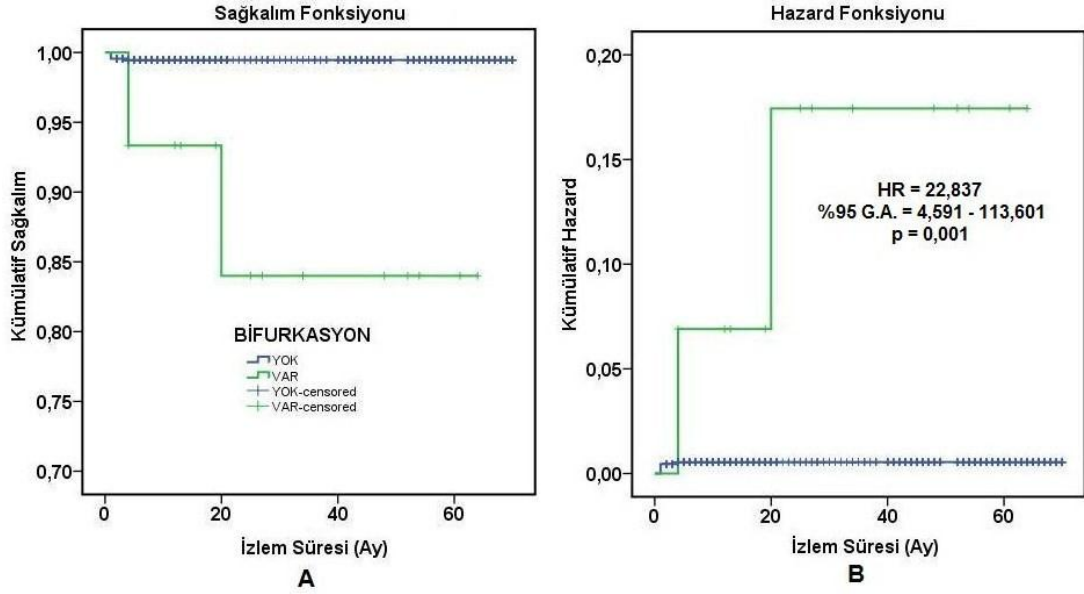 Sağkalım Fonksiyonu
Kümülatif Sağkalım
1,00
0,95
0,90
0,85
0,80
0,75
0,70
BİFURKASYON
YOK
VAR
YOK-censored
VAR-censored
0 20 40 60
İzlem Süresi (Ay)
A
Hazard Fonksiyonu
Kümülatif Hazard
0,20
0,15
0,10
0,05
0,00
HR = 22,837
%95 G.A. = 4,591 - 113,601
p = 0,001
0 20 40 60
İzlem Süresi (Ay)
B